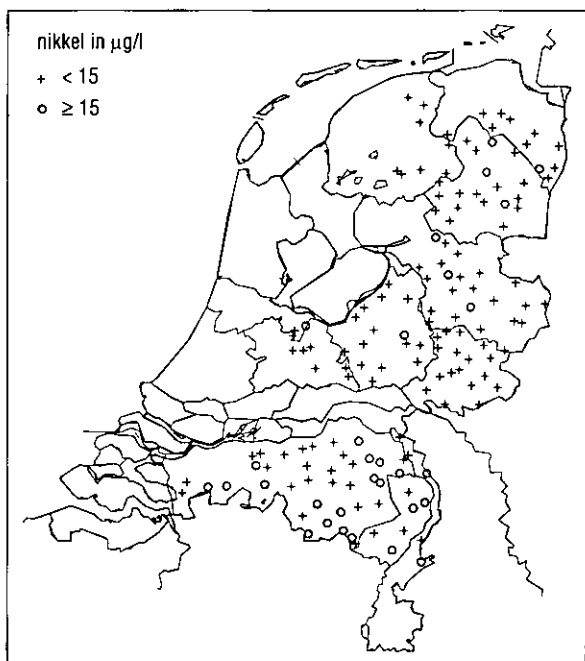 nikkel in µg/l
+ < 15
o ≥ 15